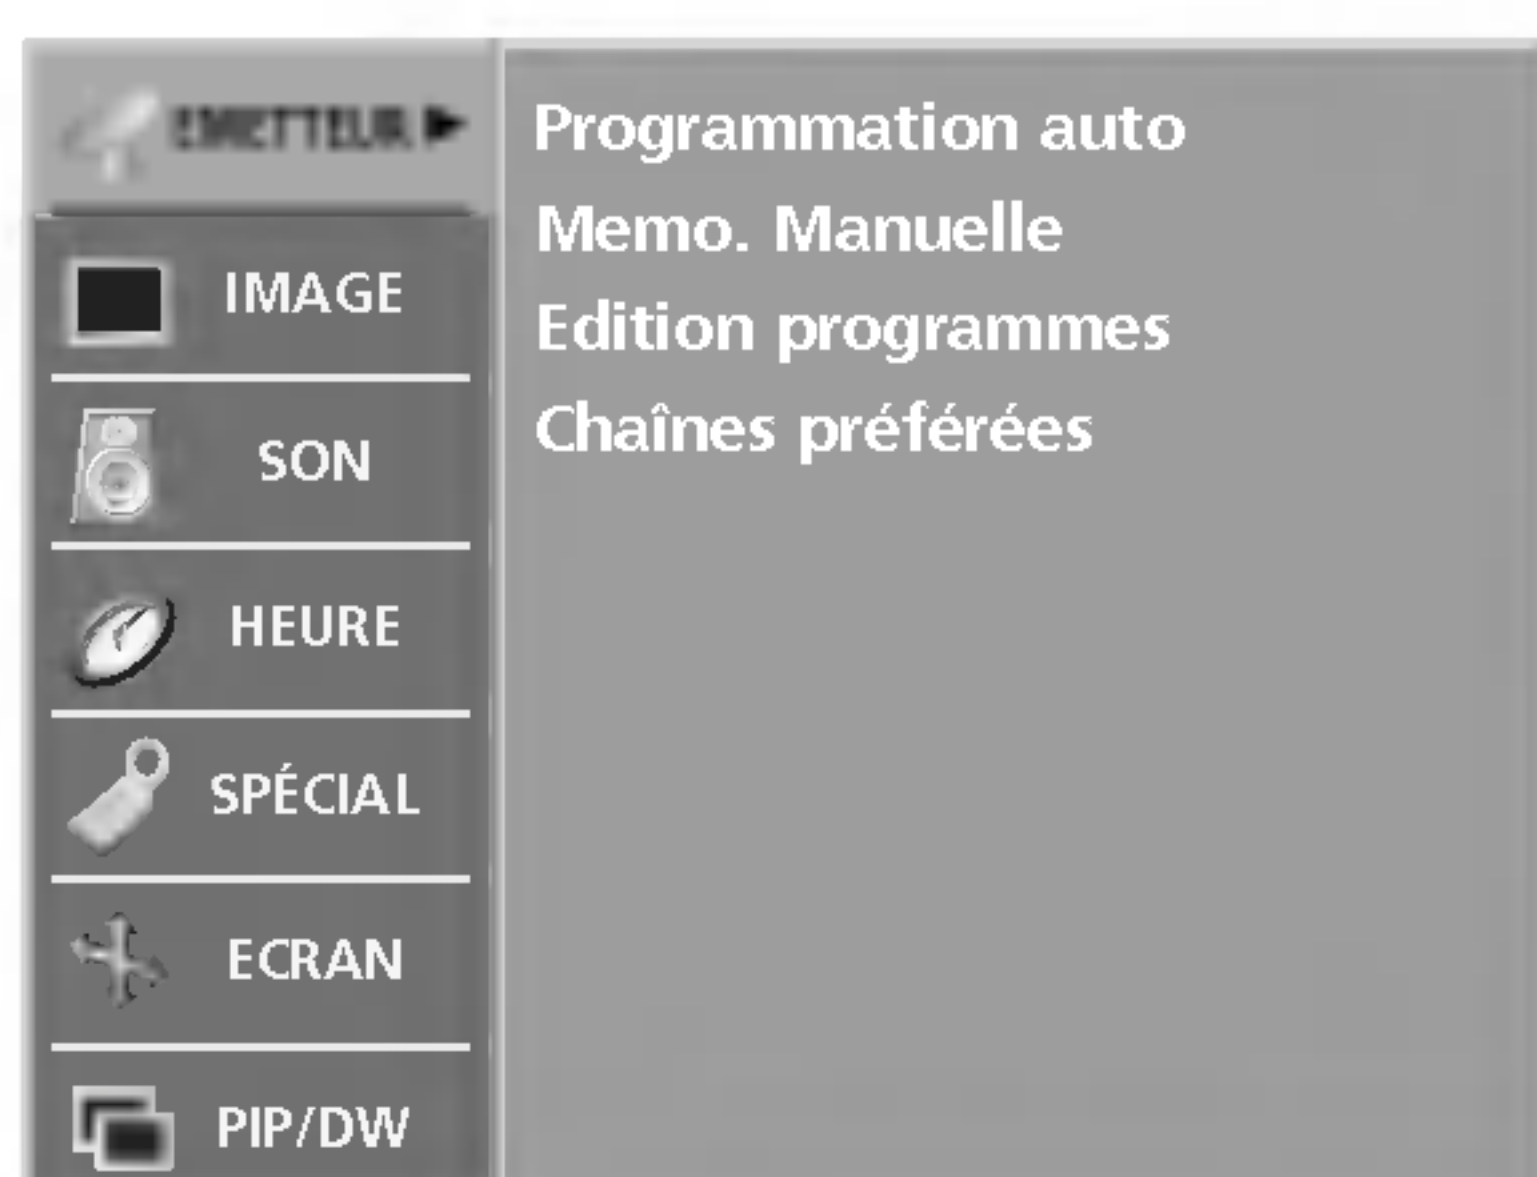 EMETTEUR
Programmation auto
Memo. Manuelle
Edition programmes
Chaînes préférées
IMAGE
SON
HEURE
SPÉCIAL
ECRAN
PIP/DW